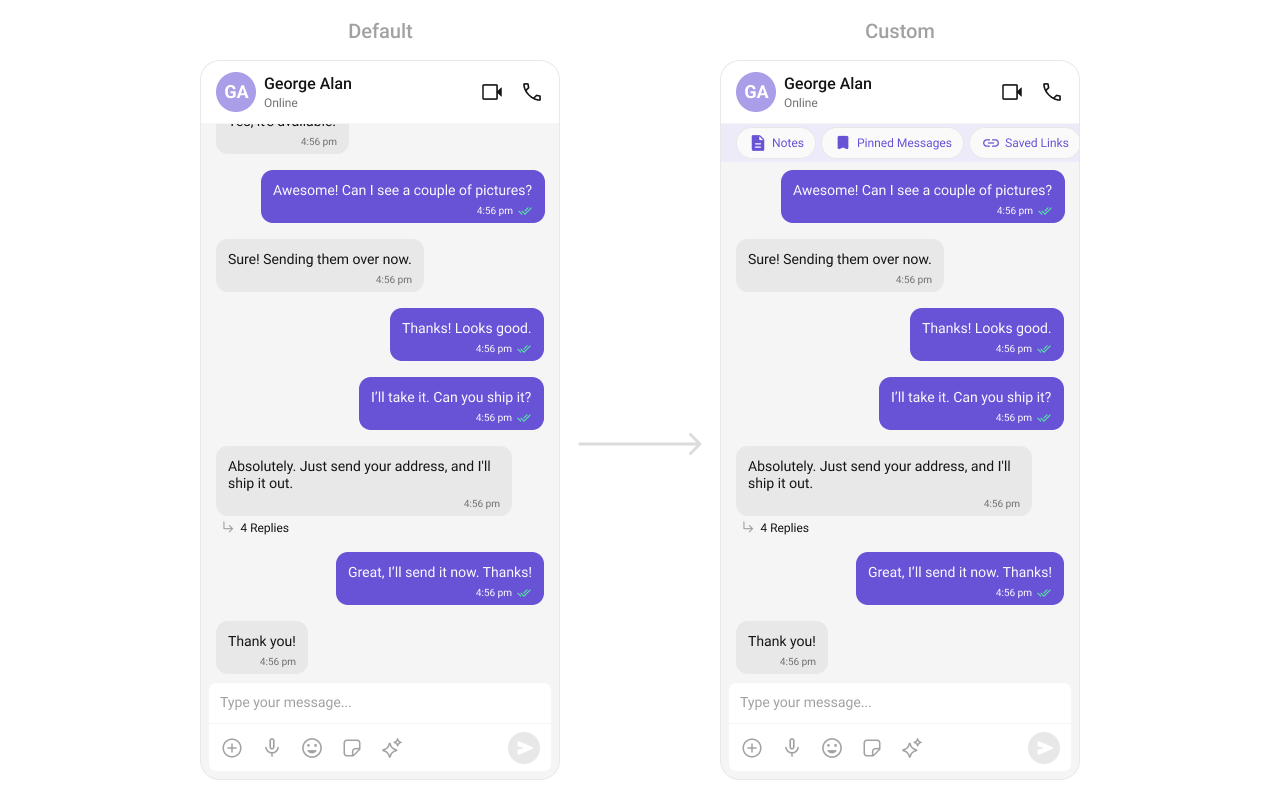 Default
GA
George Alan
Online
Yes, it's available!
4:56 pm
Awesome! Can I see a couple of pictures?
4:56 pm
Sure! Sending them over now.
4:56 pm
Thanks! Looks good.
4:56 pm
I'll take it. Can you ship it?
4:56 pm
Absolutely. Just send your address, and I'll
ship it out.
4:56 pm
4 Replies
Great, I'll send it now. Thanks!
4:56 pm
Thank you!
4:56 pm
Type your message...
Custom
GA
George Alan
Online
Notes
Pinned Messages
Saved Links
Awesome! Can I see a couple of pictures?
4:56 pm
Sure! Sending them over now.
4:56 pm
Thanks! Looks good.
4:56 pm
I'll take it. Can you ship it?
4:56 pm
Absolutely. Just send your address, and I'll
ship it out.
4:56 pm
4 Replies
Great, I'll send it now. Thanks!
4:56 pm
Thank you!
4:56 pm
Type your message...